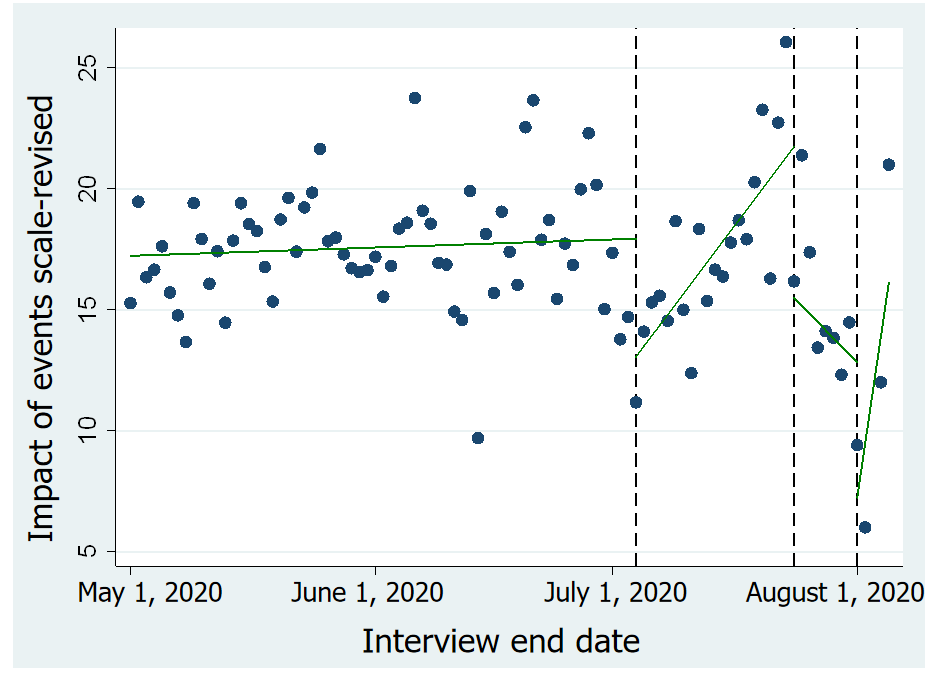 Impact of events scale-revised
25
20
15
10
5
May 1, 2020
June 1, 2020
July 1, 2020
August 1, 2020
Interview end date